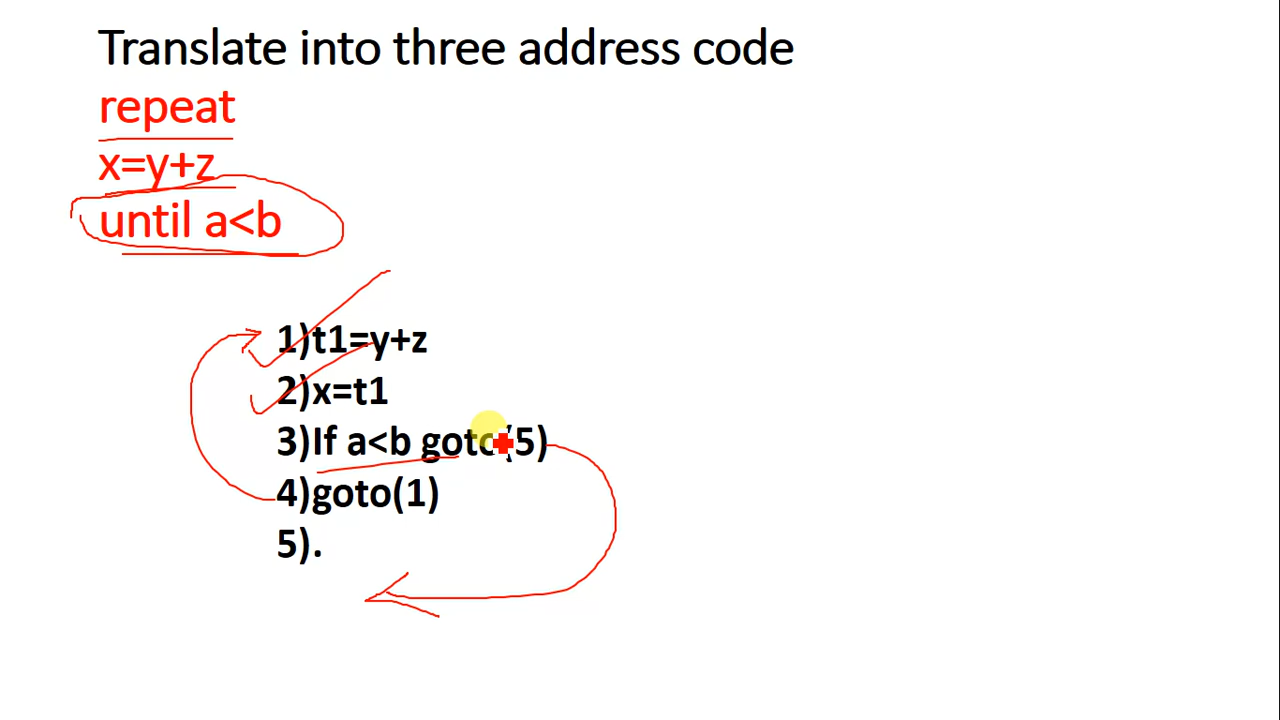 Translate into three address code
repeat
x=y+z
until a<b
1)t1=y+z
2)x=t1
3)If a<b goto(5)
4)goto(1)
5).